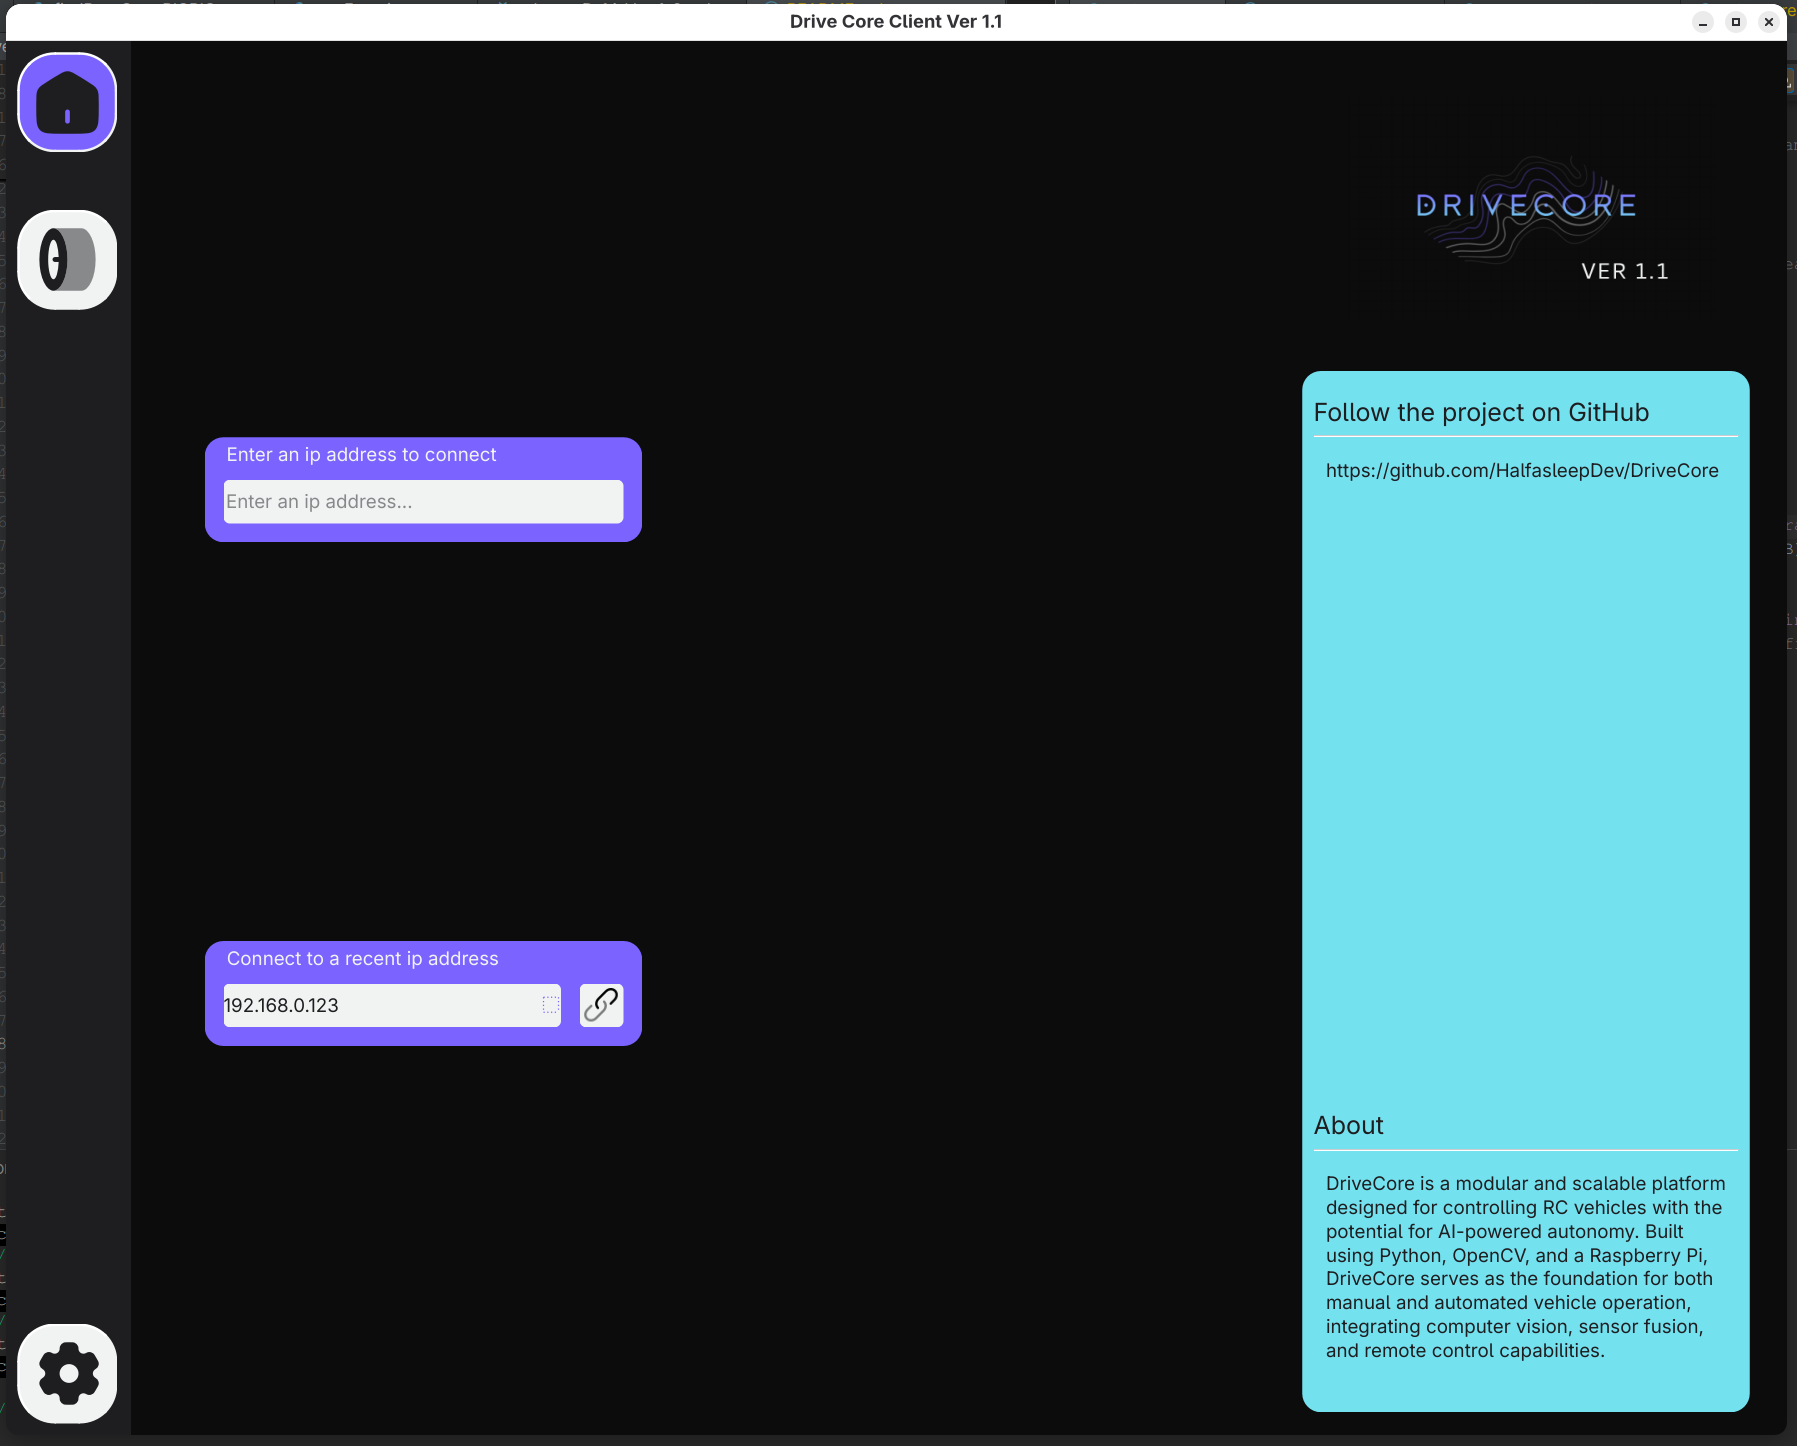 Drive Core Client Ver 1.1
DRIVECORE
VER 1.1
Enter an ip address to connect
Enter an ip address...
Connect to a recent ip address
192.168.0.123
Follow the project on GitHub
https://github.com/HalfasleepDev/DriveCore
About
DriveCore is a modular and scalable platform
designed for controlling RC vehicles with the
potential for AI-powered autonomy. Built
using Python, OpenCV, and a Raspberry Pi,
DriveCore serves as the foundation for both
manual and automated vehicle operation,
integrating computer vision, sensor fusion,
and remote control capabilities.